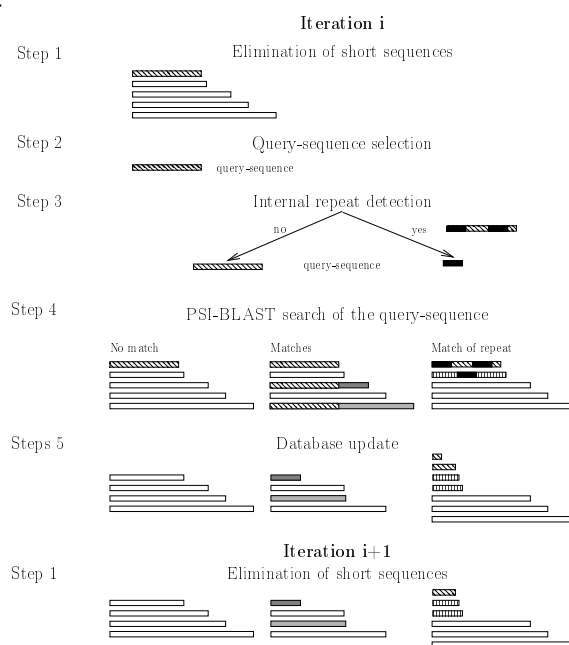 Iteration i
Step 1 Elimination of short sequences
Step 2 Query-sequence selection
query-sequence
Step 3 Internal repeat detection
no yes
query-sequence
Step 4 PSI-BLAST search of the query-sequence
No match Matches Match of repeat
Steps 5 Database update
Iteration i+1
Step 1 Elimination of short sequences